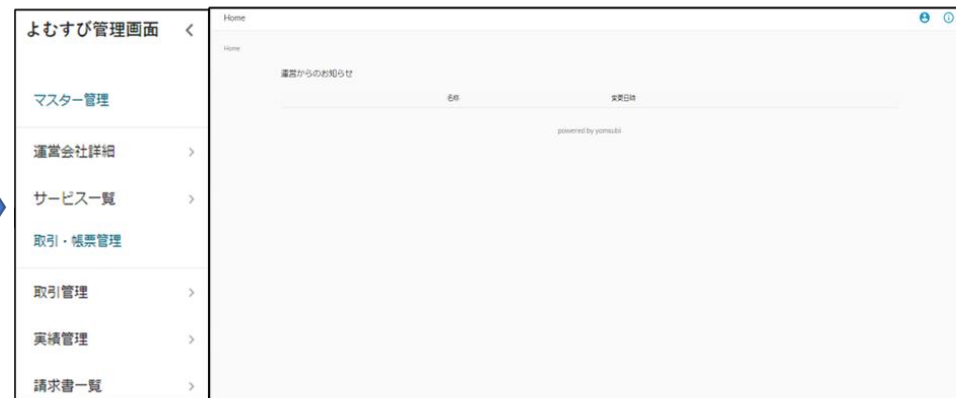 よむすび管理画面
マスター管理
運営会社詳細
サービス一覧
取引・帳票管理
取引管理
実績管理
請求書一覧
Home
Home
運営からのお知らせ
名称 変更日時
powered by yomsubi